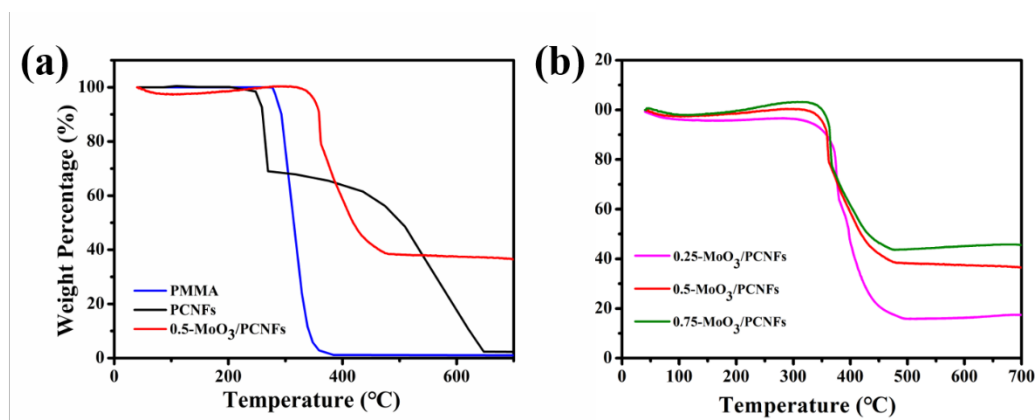 (a)
Weight Percentage (%)
100
80
60
40
20
0
PMMA
PCNFs
0.5-MoO3/PCNFs
0
200
400
600
Temperature (°C)
(b)
20
00
80
60
40
20
0
0.25-MoO3/PCNFs
0.5-MoO3/PCNFs
0.75-MoO3/PCNFs
0
100
200
300
400
500
600
700
Temperature (°C)